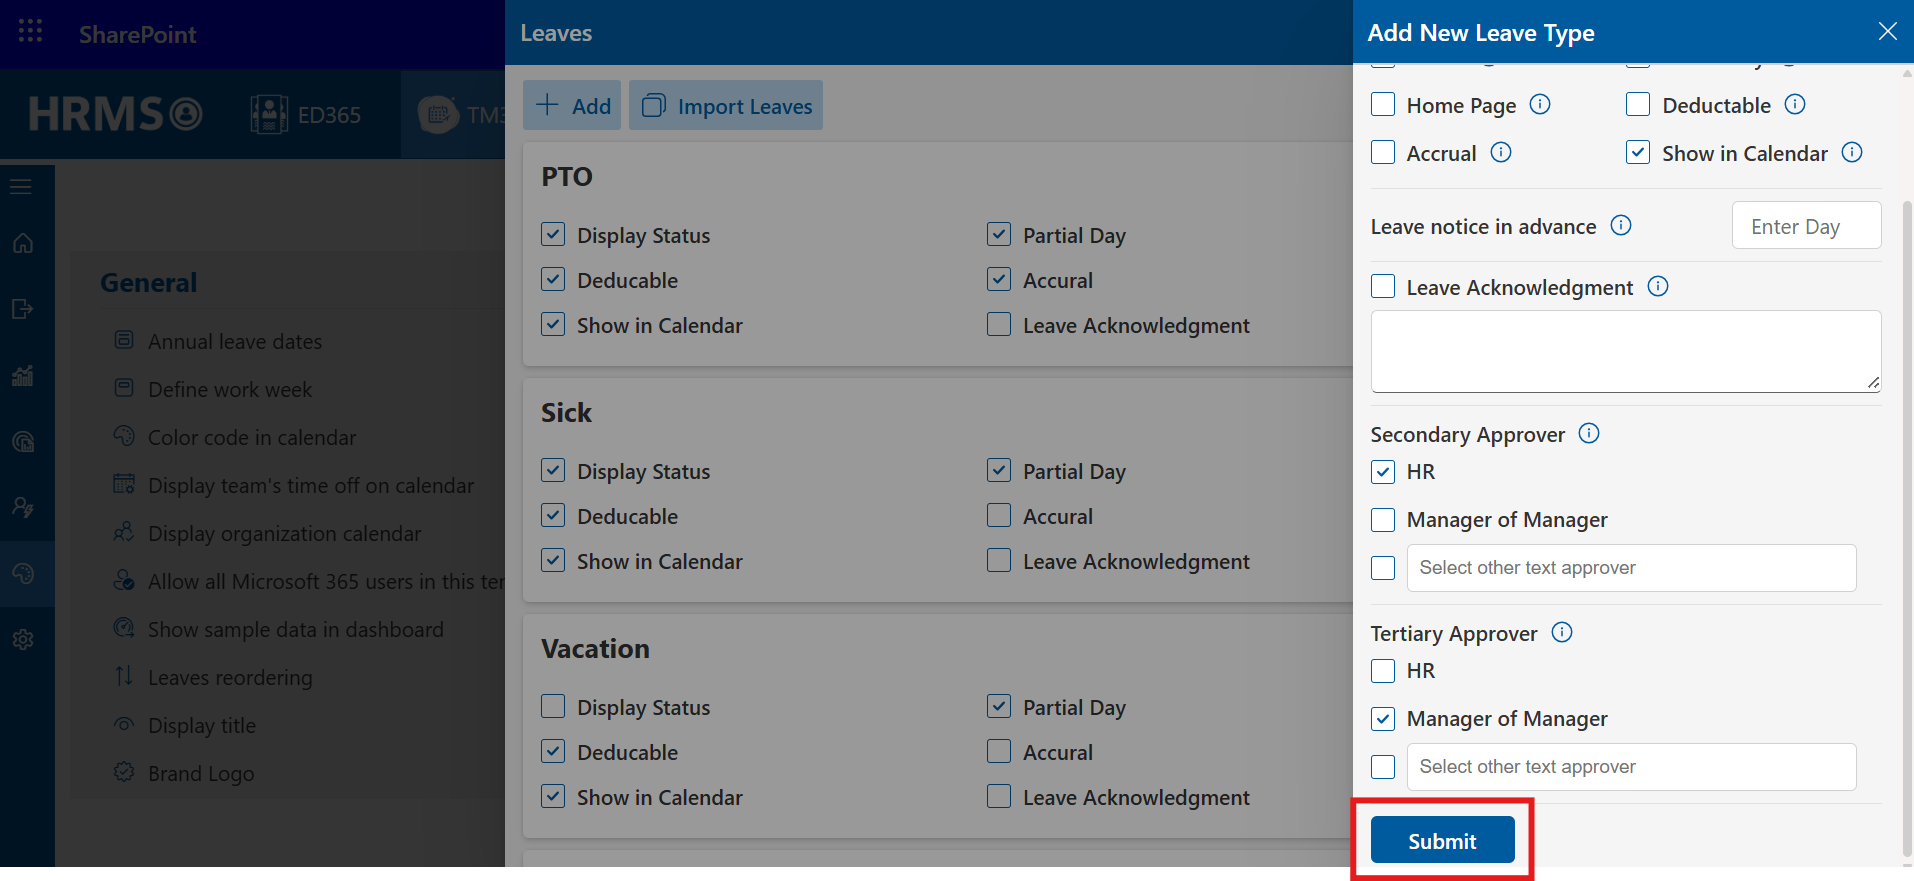 SharePoint
HRMS
ED365
TM3
General
Annual leave dates
Define work week
Color code in calendar
Display team's time off on calendar
Display organization calendar
Allow all Microsoft 365 users in this ten
Show sample data in dashboard
Leaves reordering
Display title
Brand Logo
Leaves
Add
Import Leaves
PTO
Display Status
Partial Day
Deducable
Accural
Show in Calendar
Leave Acknowledgment
Sick
Display Status
Partial Day
Deducable
Accural
Show in Calendar
Leave Acknowledgment
Vacation
Display Status
Partial Day
Deducable
Accural
Show in Calendar
Leave Acknowledgment
Add New Leave Type
Home Page
Deductable
Accrual
Show in Calendar
Leave notice in advance
Enter Day
Leave Acknowledgment
Secondary Approver
HR
Manager of Manager
Select other text approver
Tertiary Approver
HR
Manager of Manager
Select other text approver
Submit